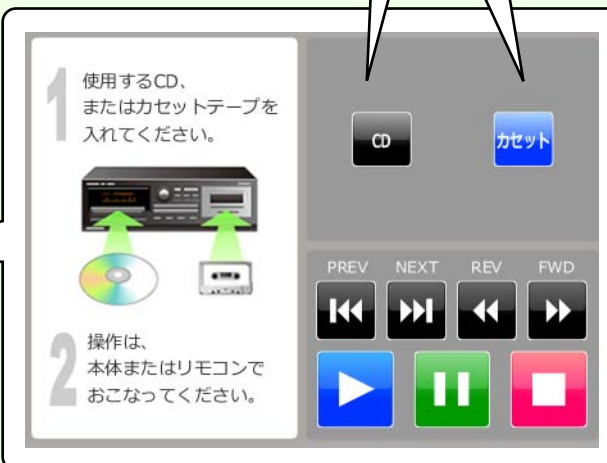 1
使用するCD、
またはカセットテープを
入れてください。
2
操作は、
本体またはリモコンで
おこなってください。
CD
カセット
PREV NEXT REV FWD